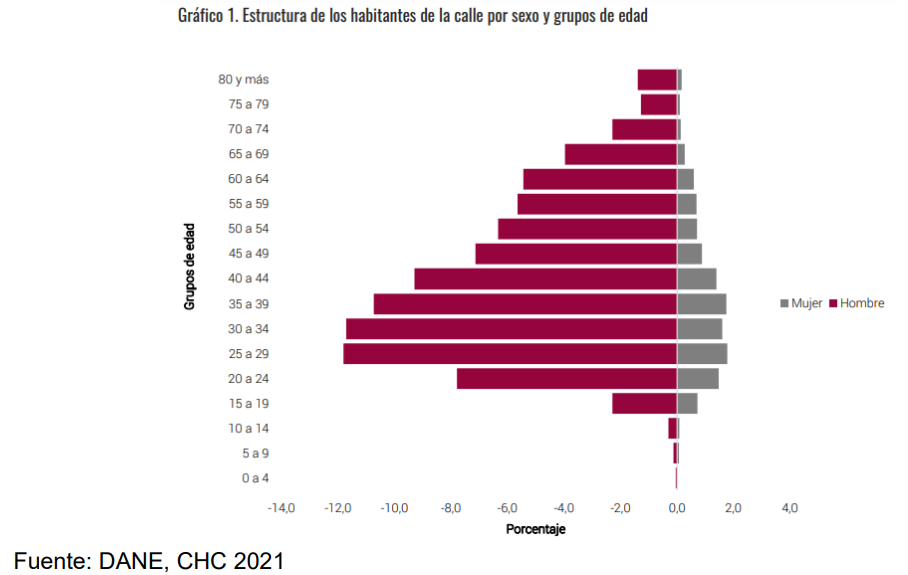 Gráfico 1. Estructura de los habitantes de la calle por sexo y grupos de edad
80 y más
75 a 79
70 a 74
65 a 69
60 a 64
55 a 59
50 a 54
45 a 49
40 a 44
35 a 39
30 a 34
25 a 29
20 a 24
15 a 19
10 a 14
5 a 9
0 a 4
Grupos de edad
Mujer Hombre
-14,0 -12,0 -10,0 -8,0 -6,0 -4,0 -2,0 0,0 2,0 4,0
Porcentaje
Fuente: DANE, CHC 2021